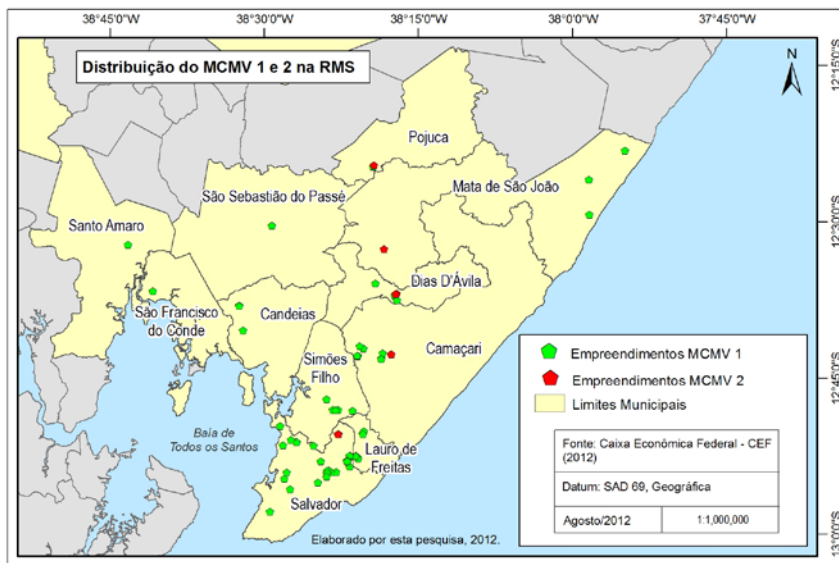 38°45'0"W
38°30'0"W
38°15'0"W
38°0'0"W
37°45'0"W
Distribuição do MCMV 1 e 2 na RMS
N
12°15'0"S
Pojuca
Mata de São João
São Sebastião do Passé
Santo Amaro
12°30'0"S
Dias D'Ávila
São Francisco
do Conde
Candeias
Camaçari
Simões
Filho
Empreendimentos MCMV 1
Empreendimentos MCMV 2
Limites Municipais
12°45'0"S
Baía de
Todos os Santos
Lauro de
Freitas
Salvador
Fonte: Caixa Econômica Federal - CEF
(2012)
Datum: SAD 69, Geográfica
Agosto/2012
1:1,000,000
Elaborado por esta pesquisa, 2012.
13°0'0"S